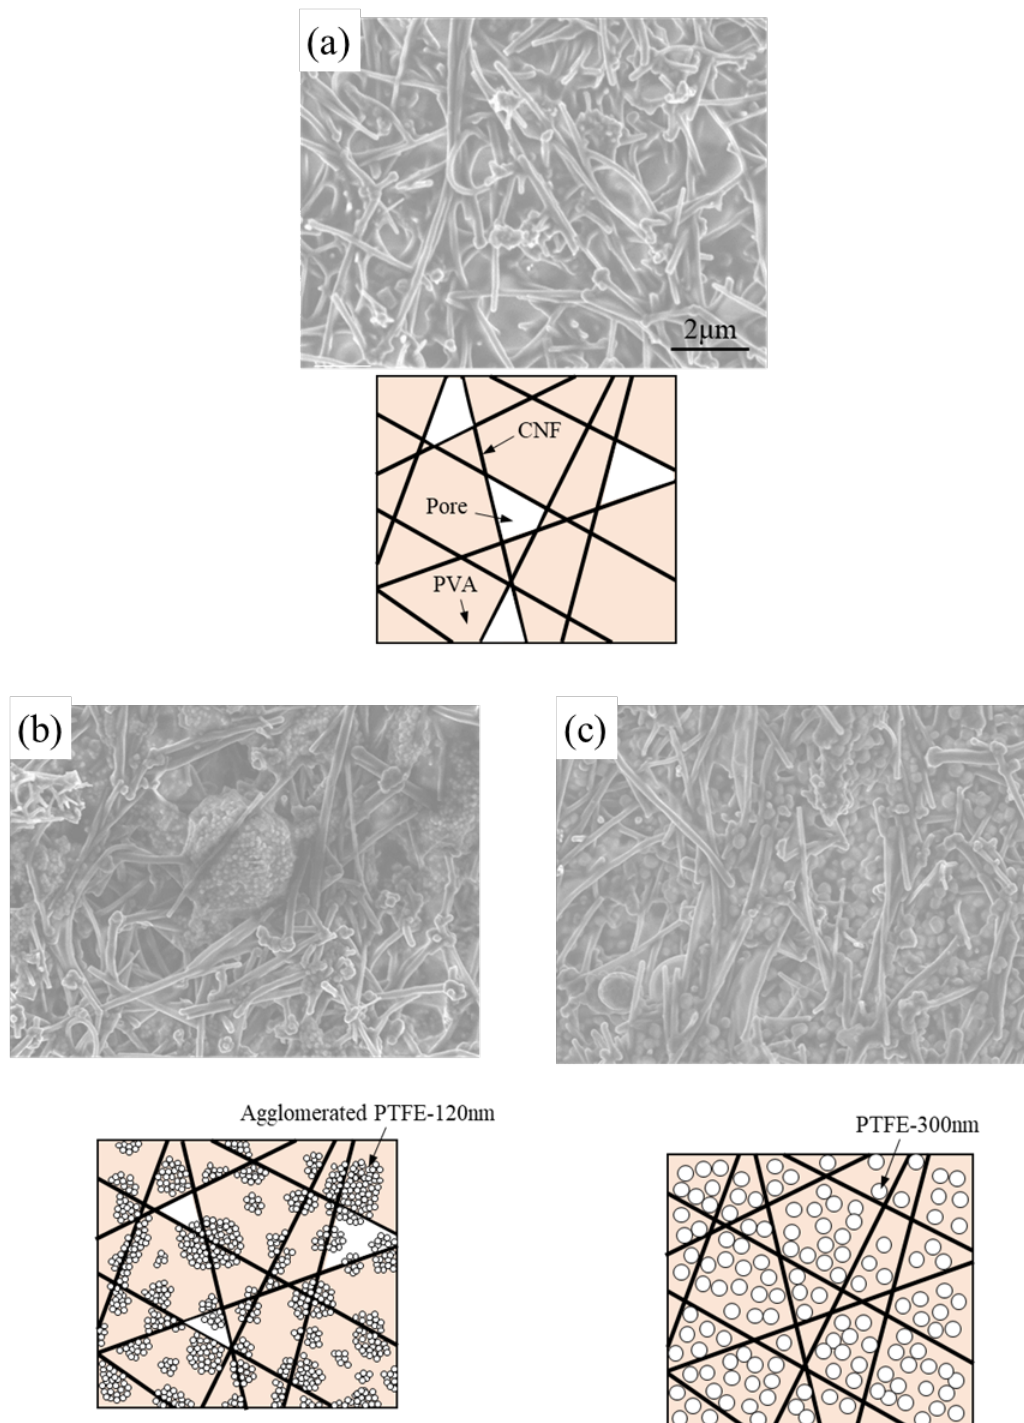 (a)
2μm
CNF
Pore
PVA
(b)
(c)
Agglomerated PTFE-120nm
PTFE-300nm